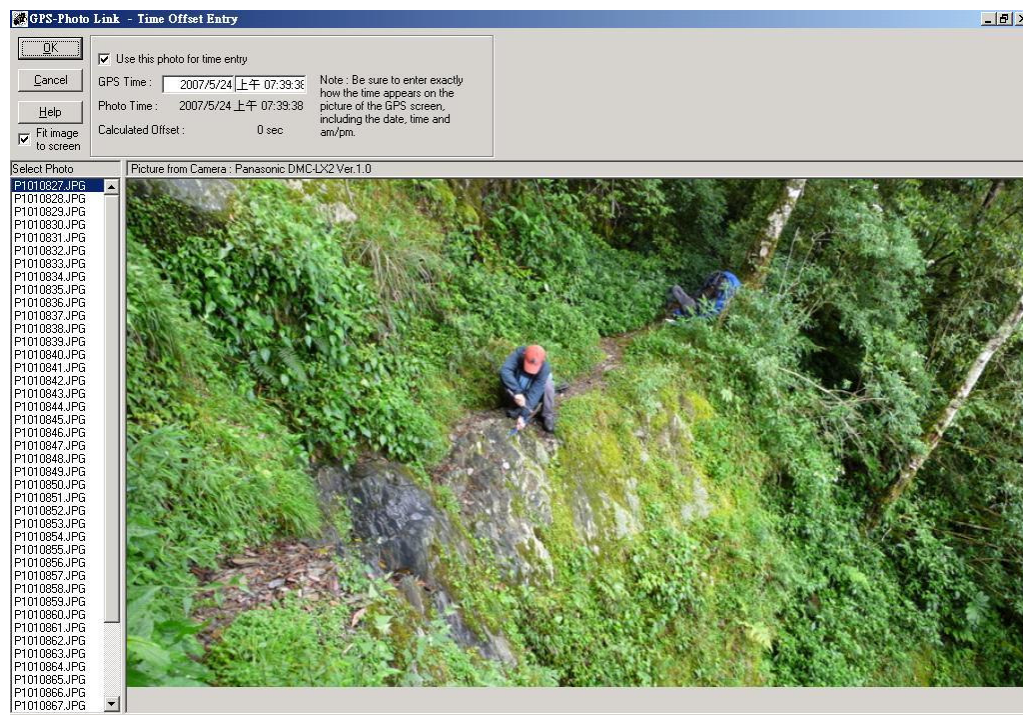 GPS-Photo Link - Time Offset Entry
OK
Cancel
Help
Fit image
to screen
Use this photo for time entry
GPS Time : 2007/5/24 上午 07:39:38
Photo Time : 2007/5/24 上午 07:39:38
Calculated Offset : 0 sec
Note : Be sure to enter exactly
how the time appears on the
picture of the GPS screen,
including the date, time and
am/pm.
Select Photo
Picture from Camera : Panasonic DMC-LX2 Ver.1.0
P1010827.JPG
P1010828.JPG
P1010829.JPG
P1010830.JPG
P1010831.JPG
P1010832.JPG
P1010833.JPG
P1010834.JPG
P1010835.JPG
P1010836.JPG
P1010837.JPG
P1010838.JPG
P1010839.JPG
P1010840.JPG
P1010841.JPG
P1010842.JPG
P1010843.JPG
P1010844.JPG
P1010845.JPG
P1010846.JPG
P1010847.JPG
P1010848.JPG
P1010849.JPG
P1010850.JPG
P1010851.JPG
P1010852.JPG
P1010853.JPG
P1010854.JPG
P1010855.JPG
P1010856.JPG
P1010857.JPG
P1010858.JPG
P1010859.JPG
P1010860.JPG
P1010861.JPG
P1010862.JPG
P1010863.JPG
P1010864.JPG
P1010865.JPG
P1010866.JPG
P1010867.JPG